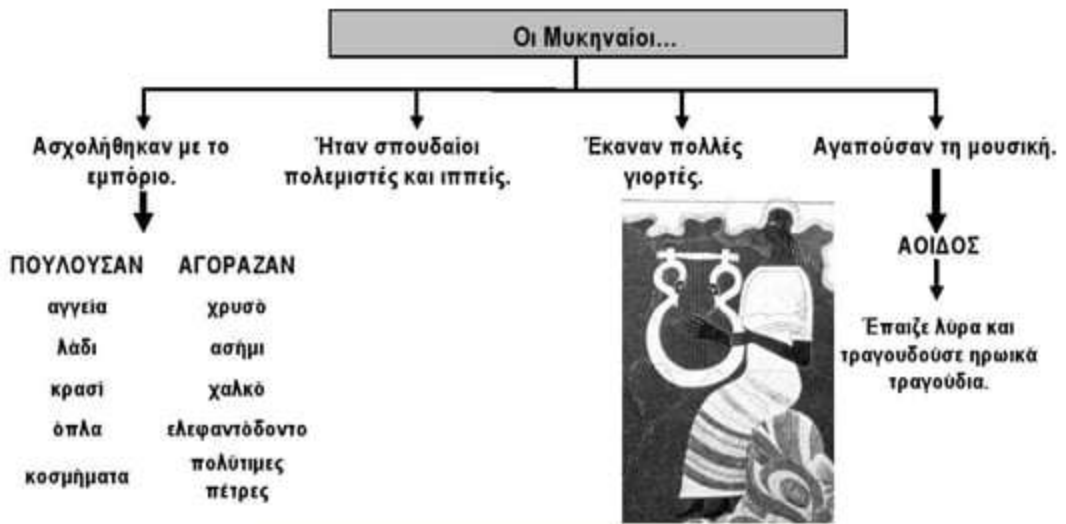 Οι Μυκηναίοι...
Ασχολήθηκαν με το
εμπόριο.
Ήταν σπουδαίοι
πολεμιστές και ιππείς.
Έκαναν πολλές
γιορτές.
Αγαπούσαν τη μουσική.
ΠΟΥΛΟΥΣΑΝ
αγγεία
λάδι
κρασί
όπλα
κοσμήματα
ΑΓΟΡΑΖΑΝ
χρυσό
ασήμι
χαλκό
ελεφαντόδοντο
πολύτιμες
πέτρες
ΑΟΙΔΟΣ
Έπαιζε λύρα και
τραγουδούσε ηρωικά
τραγούδια.